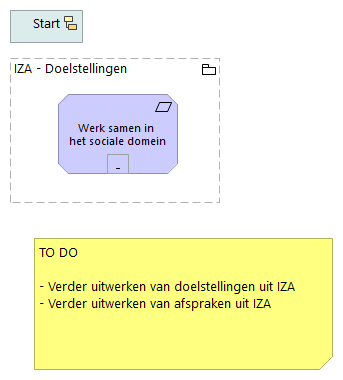 Start
IZA - Doelstellingen
Werk samen in
het sociale domein
-
TO DO
- Verder uitwerken van doelstellingen uit IZA
- Verder uitwerken van afspraken uit IZA